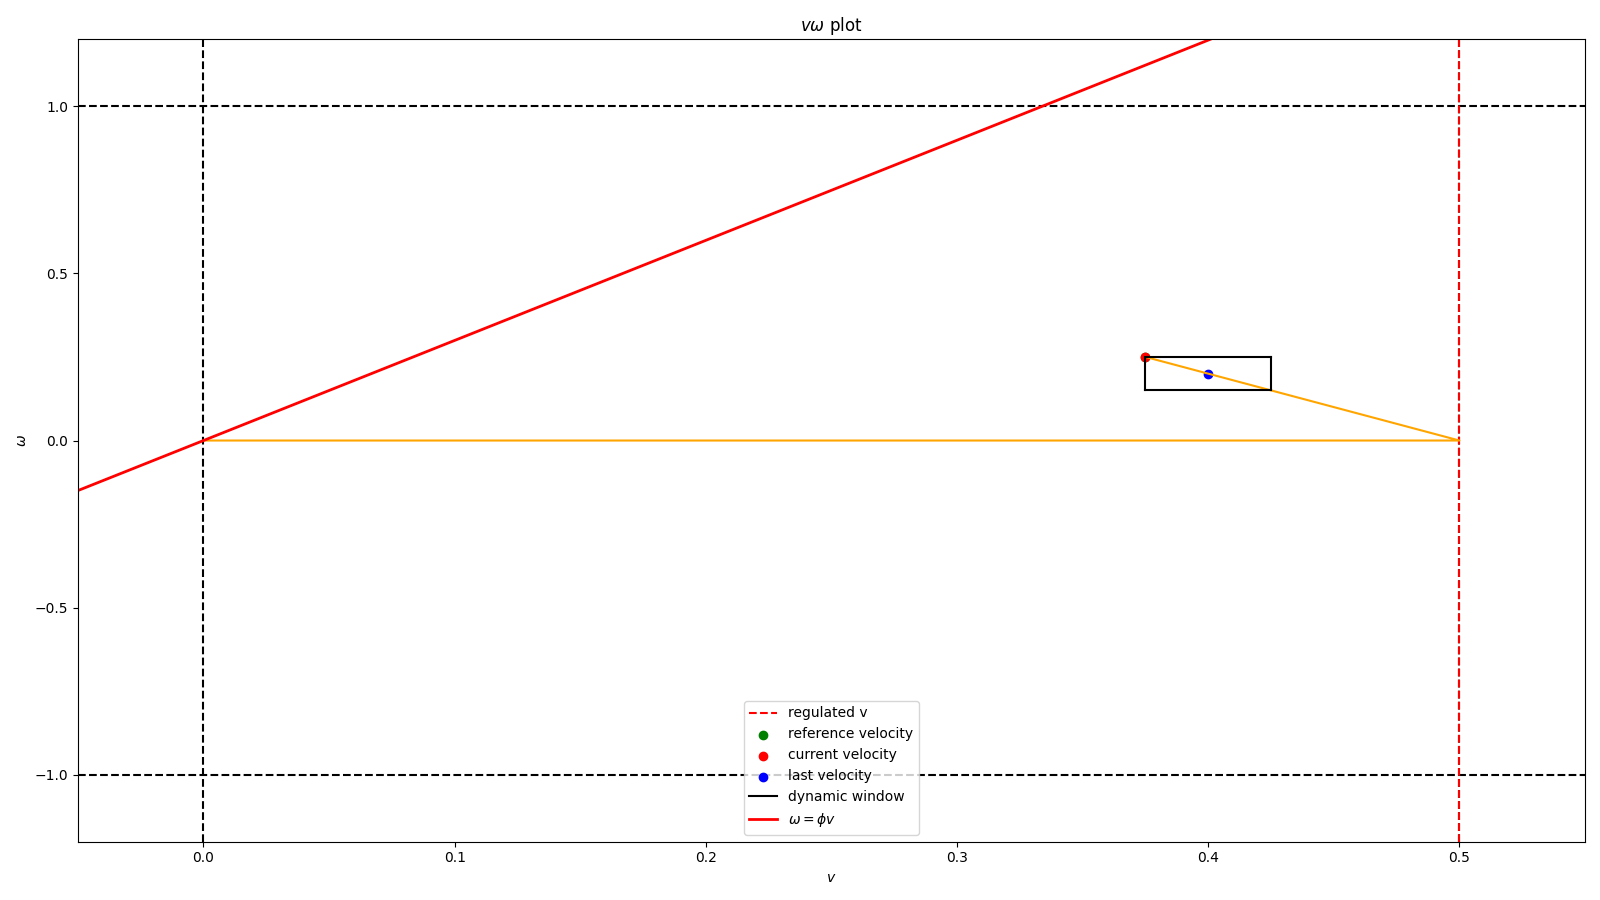 vω plot
1.0
0.5
0.0
−0.5
−1.0
ω
regulated v
reference velocity
current velocity
last velocity
dynamic window
ω = ϕv
0.0 0.1 0.2 0.3 0.4 0.5
v